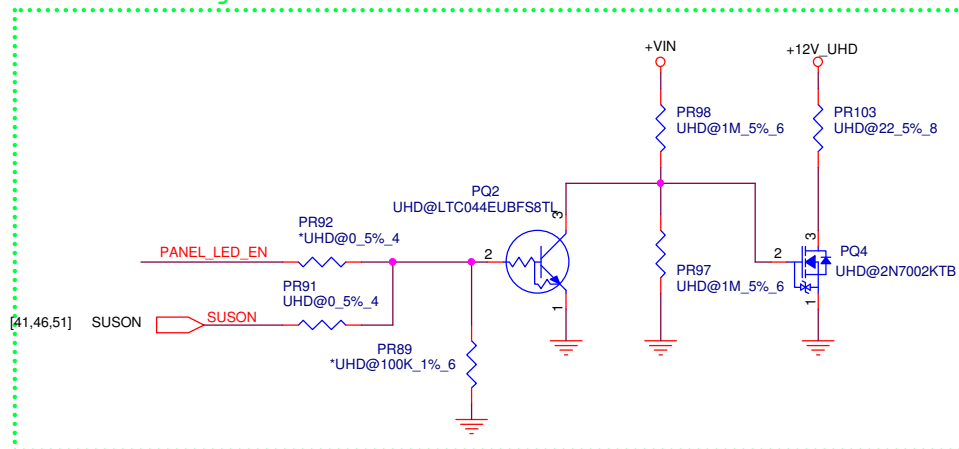 +VIN
+12V_UHD
PR98
UHD@1M_5%_6
PR103
UHD@22_5%_8
PQ2
UHD@LTC044EUBFS8TL
3
PR92
*UHD@0_5%_4
PANEL_LED_EN
2
1
PR97
UHD@1M_5%_6
2
3
1
PQ4
UHD@2N7002KTB
PR91
UHD@0_5%_4
[41,46,51] SUSON
SUSON
PR89
*UHD@100K_1%_6